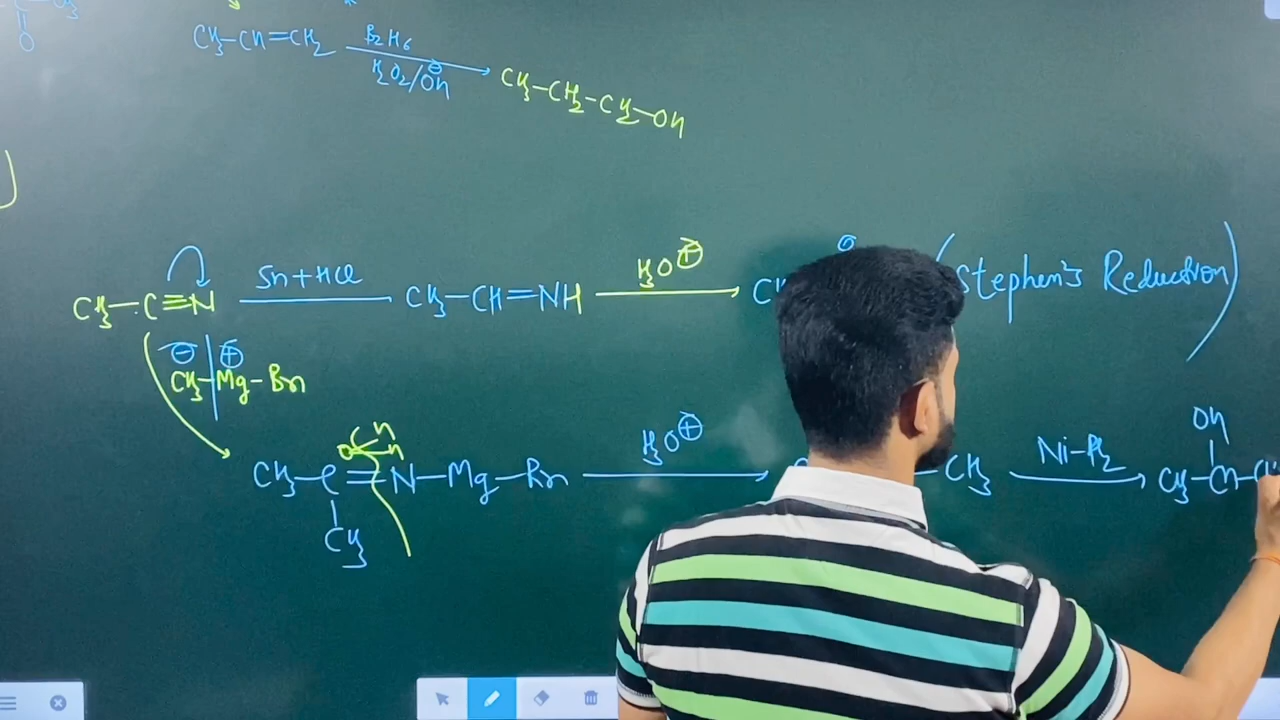 CH3-CH=CH2 B2H6 H2O2/OH⊖ CH3-CH2-CH2-OH
CH3-C≡N Sn+HCl CH3-CH=NH H3O⊕ (Stephen's Reduction)
⊖ ⊕
CH3-Mg-Br
CH3-C=N-Mg-Br H3O⊕ CH3 Ni-H2 OH CH3-CH-
CH3